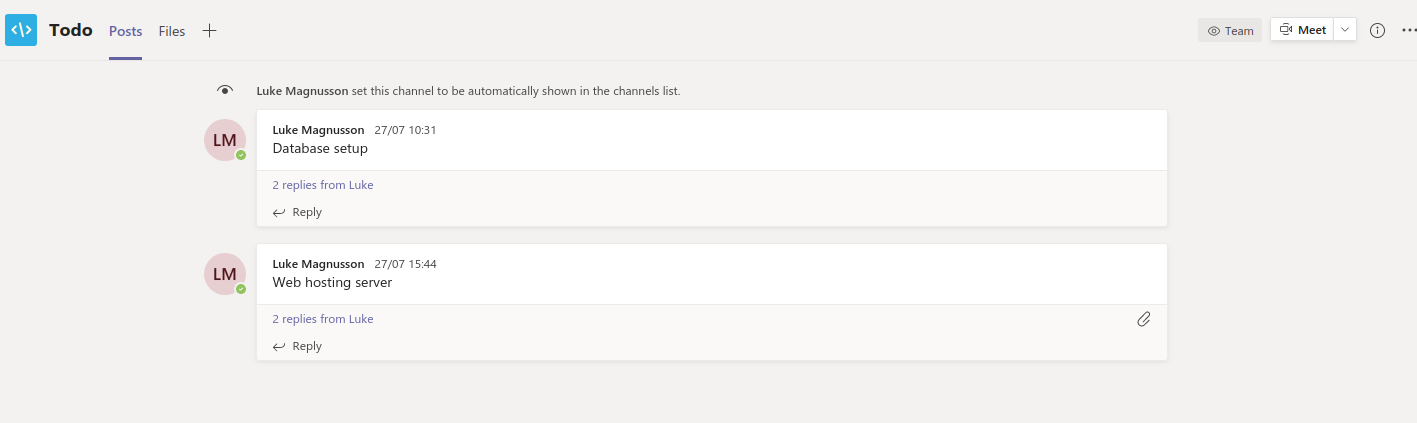 </> Todo Posts Files + Team Meet
Luke Magnusson set this channel to be automatically shown in the channels list.
LM Luke Magnusson 27/07 10:31
Database setup
2 replies from Luke
Reply
LM Luke Magnusson 27/07 15:44
Web hosting server
2 replies from Luke
Reply